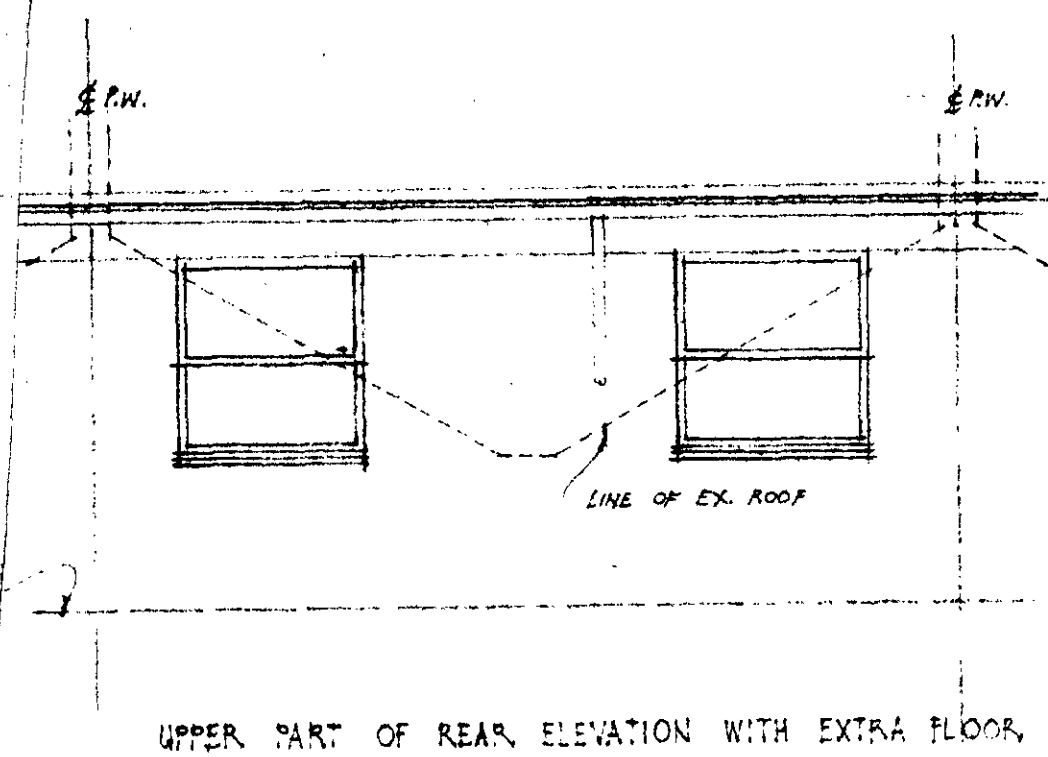 ℄ P.W.
℄ P.W.
LINE OF EX. ROOF
UPPER PART OF REAR ELEVATION WITH EXTRA FLOOR